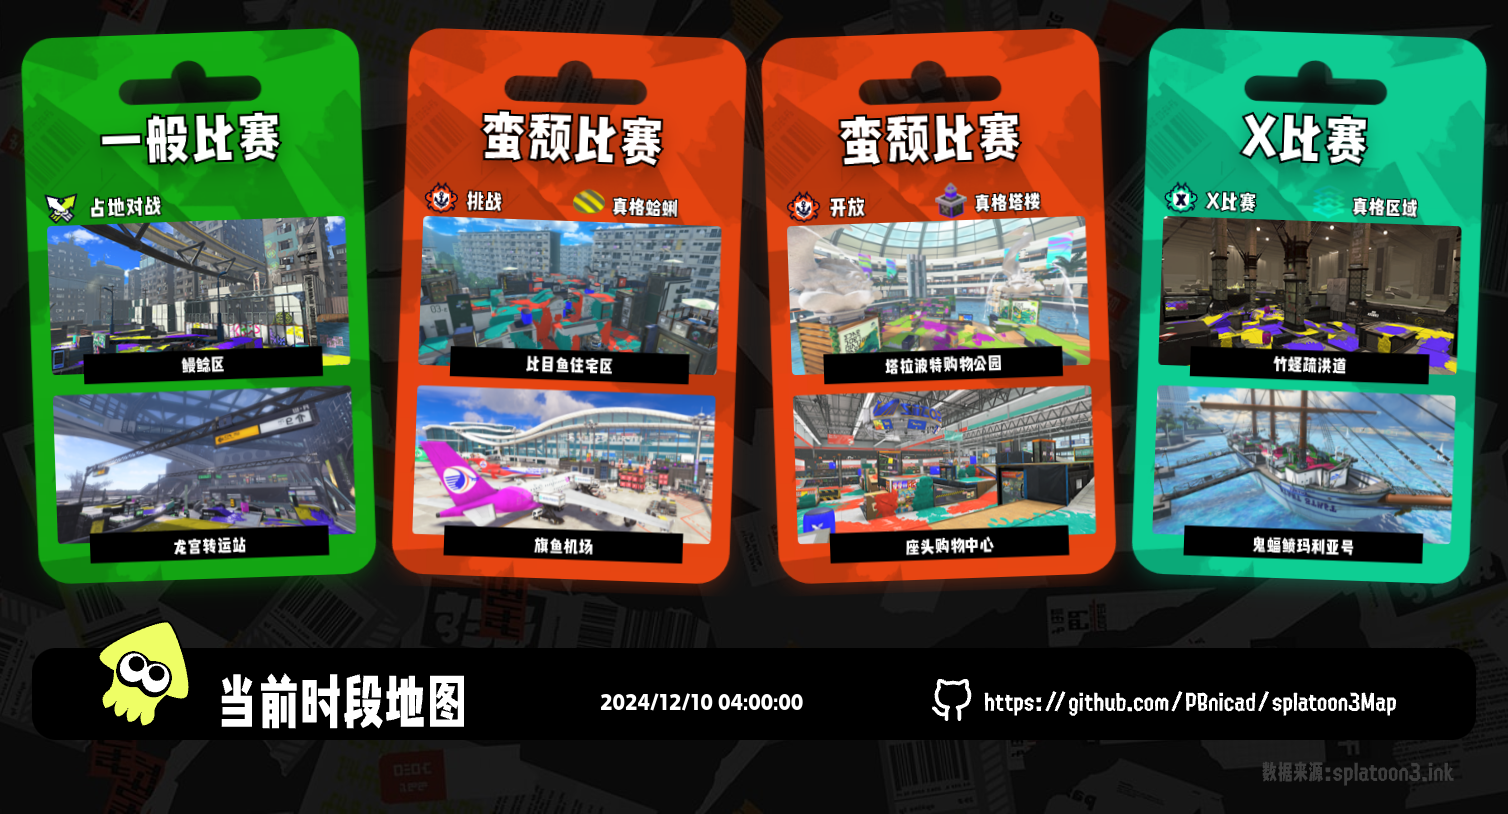 一般比赛
占地对战
鳗鲶区
龙宫转运站
蛮颓比赛
挑战
真格蛤蜊
比目鱼住宅区
旗鱼机场
蛮颓比赛
开放
真格塔楼
塔拉波特购物公园
座头购物中心
X比赛
X比赛
真格区域
竹蛏疏洪道
鬼蝠鲼玛利亚号
当前时段地图
2024/12/10 04:00:00
https://github.com/PBnicad/splatoon3Map
数据来源:splatoon3.ink